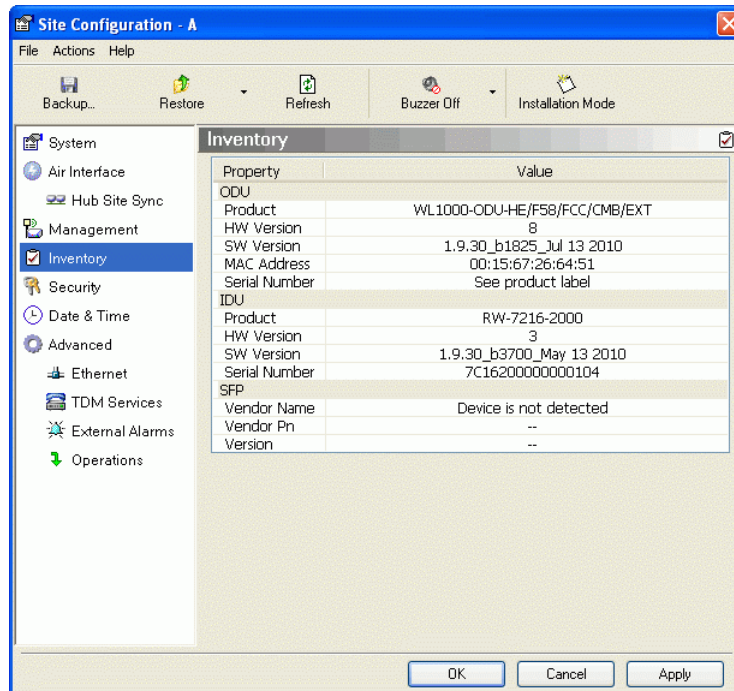 Site Configuration - A
File Actions Help
Backup... Restore Refresh Buzzer Off Installation Mode
System
Air Interface
Hub Site Sync
Management
Inventory
Security
Date & Time
Advanced
Ethernet
TDM Services
External Alarms
Operations
Inventory
Property Value
ODU
Product WL1000-ODU-HE/F58/FCC/CMB/EXT
HW Version 8
SW Version 1.9.30_b1825_Jul 13 2010
MAC Address 00:15:67:26:64:51
Serial Number See product label
IDU
Product RW-7216-2000
HW Version 3
SW Version 1.9.30_b3700_May 13 2010
Serial Number 7C16200000000104
SFP
Vendor Name Device is not detected
Vendor Pn --
Version --
OK Cancel Apply